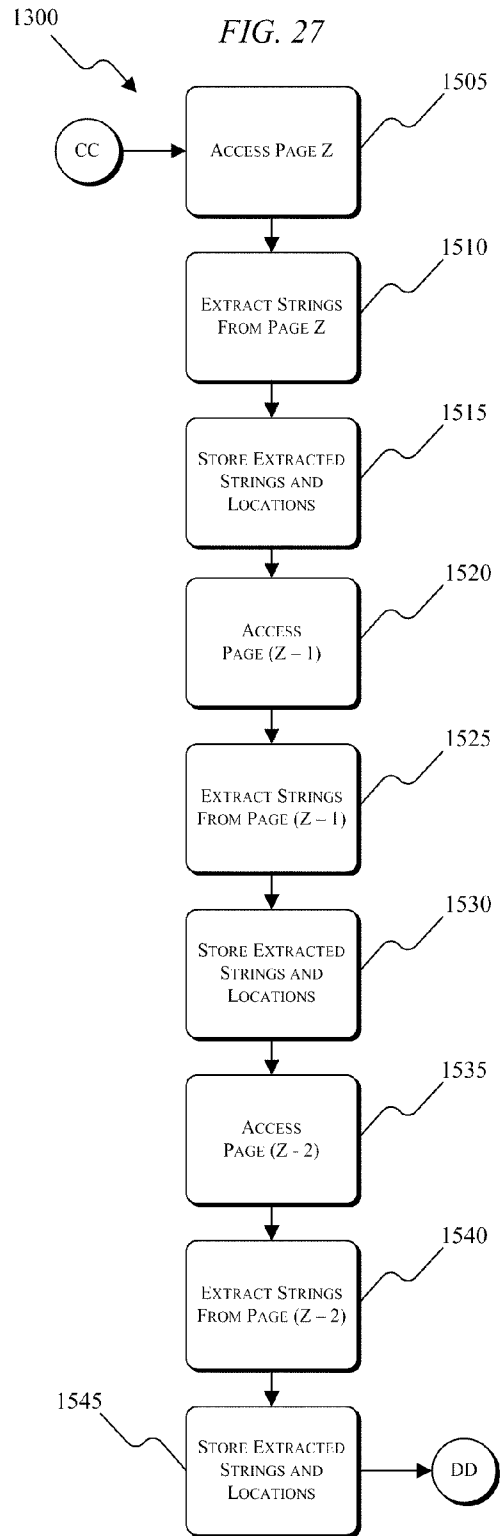 1300
FIG. 27
1505
CC
ACCESS PAGE Z
1510
EXTRACT STRINGS
FROM PAGE Z
1515
STORE EXTRACTED
STRINGS AND
LOCATIONS
1520
ACCESS
PAGE (Z – 1)
1525
EXTRACT STRINGS
FROM PAGE (Z – 1)
1530
STORE EXTRACTED
STRINGS AND
LOCATIONS
1535
ACCESS
PAGE (Z - 2)
1540
EXTRACT STRINGS
FROM PAGE (Z – 2)
1545
STORE EXTRACTED
STRINGS AND
LOCATIONS
DD